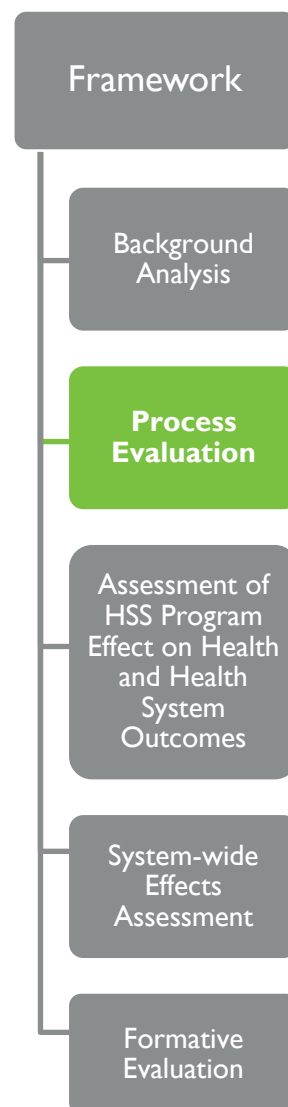 Framework
Background
Analysis
Process
Evaluation
Assessment of
HSS Program
Effect on Health
and Health
System
Outcomes
System-wide
Effects
Assessment
Formative
Evaluation